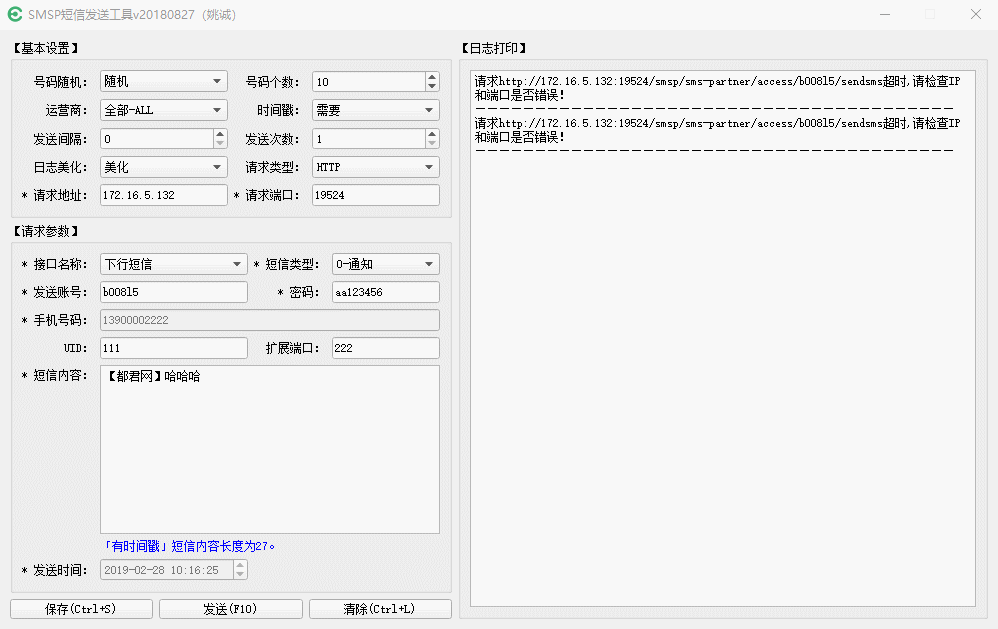 SMSP短信发送工具v20180827（姚诚）
【基本设置】
号码随机： 随机 号码个数： 10
运营商： 全部-ALL 时间戳： 需要
发送间隔： 0 发送次数： 1
日志美化： 美化 请求类型： HTTP
* 请求地址： 172.16.5.132 * 请求端口： 19524
【请求参数】
* 接口名称： 下行短信 * 短信类型： 0-通知
* 发送账号： b008l5 * 密码： aa123456
* 手机号码： 13900002222
UID： 111 扩展端口： 222
* 短信内容： 【都君网】哈哈哈
「有时间戳」短信内容长度为27。
* 发送时间： 2019-02-28 10:16:25
保存(Ctrl+S) 发送(F10) 清除(Ctrl+L)
【日志打印】
请求http://172.16.5.132:19524/smsp/sms-partner/access/b008l5/sendsms超时,请检查IP
和端口是否错误!
请求http://172.16.5.132:19524/smsp/sms-partner/access/b008l5/sendsms超时,请检查IP
和端口是否错误!